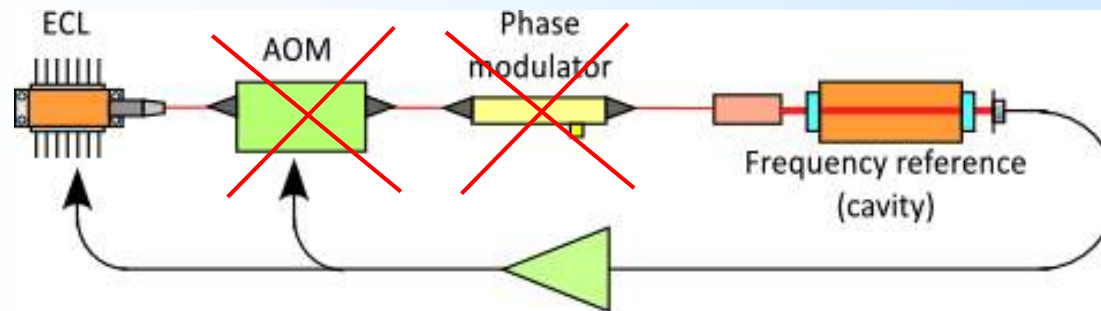 ECL
AOM
Phase
modulator
Frequency reference
(cavity)